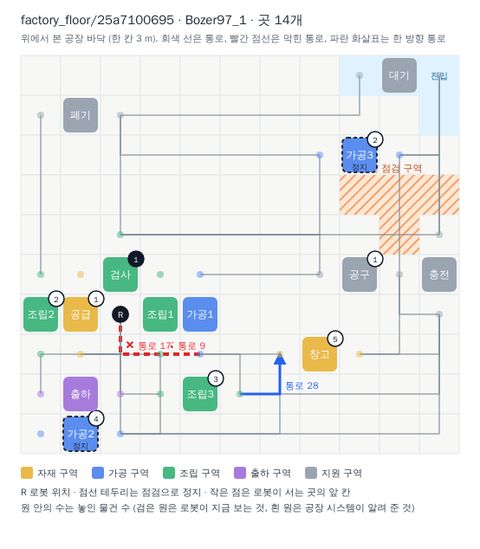 factory_floor/25a7100695 · Bozer97_1 · 곳 14개
위에서 본 공장 바닥 (한 칸 3 m). 회색 선은 통로, 빨간 점선은 막힌 통로, 파란 화살표는 한 방향 통로
대기
전립
폐기
2
가공3
정지
점검 구역
검사
1
공구
1
충전
조립2
2
공급
1
R
조립1
가공1
✕ 통로 17
✕ 통로 9
창고
5
출하
조립3
3
통로 28
가공2
4
정지
자재 구역
가공 구역
조립 구역
출하 구역
지원 구역
R 로봇 위치 · 점선 테두리는 점검으로 정지 · 작은 점은 로봇이 서는 곳의 앞 칸
원 안의 수는 놓인 물건 수 (검은 원은 로봇이 지금 보는 것, 흰 원은 공장 시스템이 알려 준 것)